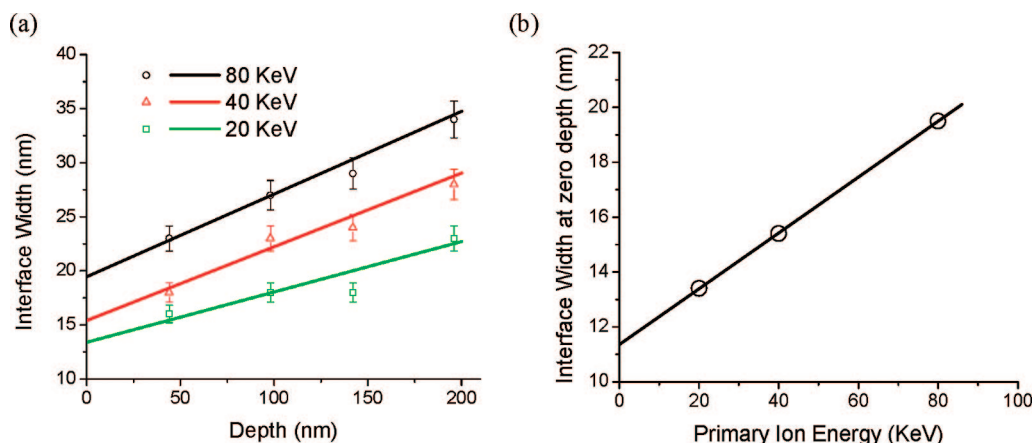 (a)
Interface Width (nm)
40
35
30
25
20
15
10
80 KeV
40 KeV
20 KeV
0
50
100
150
200
Depth (nm)
(b)
Interface Width at zero depth (nm)
22
20
18
16
14
12
10
0
20
40
60
80
100
Primary Ion Energy (KeV)